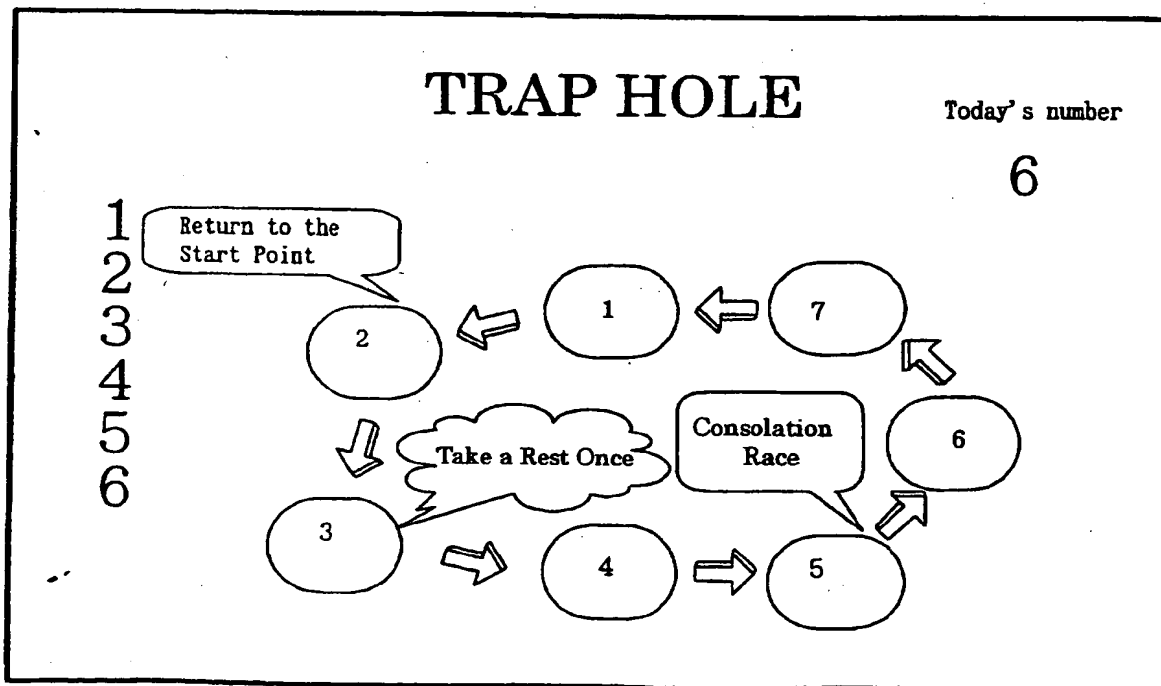 TRAP HOLE
Today's number
6
1
2
3
4
5
6
Return to the
Start Point
1
7
2
Take a Rest Once
Consolation
Race
6
3
4
5